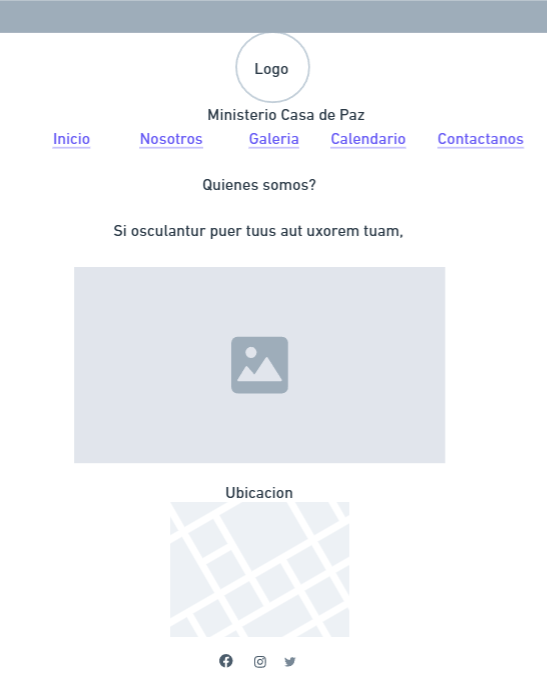 Logo
Ministerio Casa de Paz
Inicio Nosotros Galeria Calendario Contactanos
Quienes somos?
Si osculantur puer tuus aut uxorem tuam,
Ubicacion